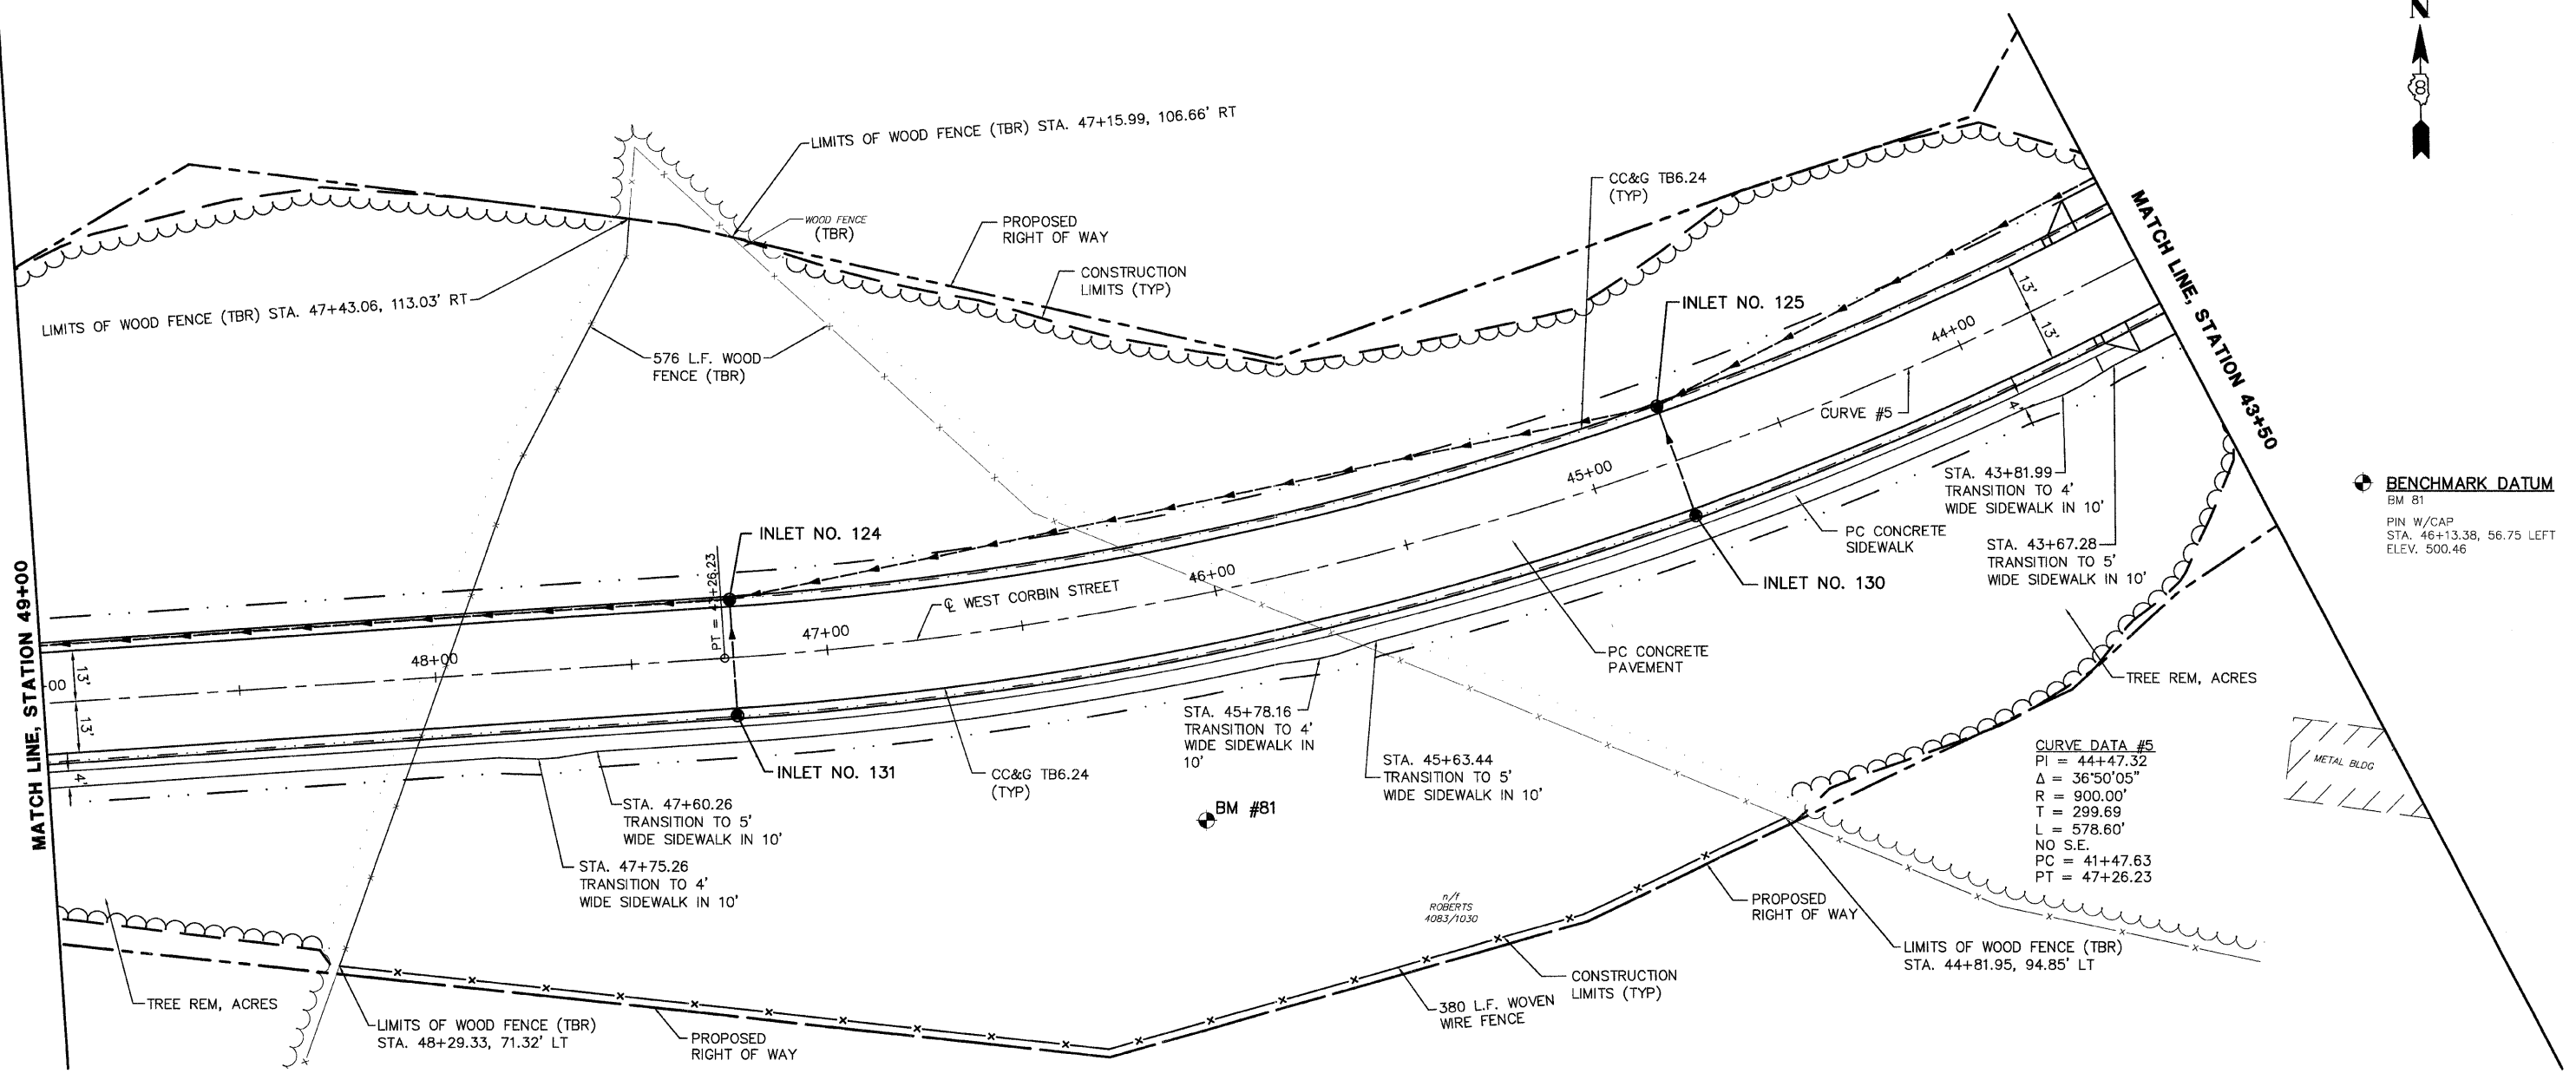 N
8
LIMITS OF WOOD FENCE (TBR) STA. 47+15.99, 106.66' RT
WOOD FENCE
(TBR)
PROPOSED
RIGHT OF WAY
CONSTRUCTION
LIMITS (TYP)
CC&G TB6.24
(TYP)
MATCH LINE, STATION 43+50
LIMITS OF WOOD FENCE (TBR) STA. 47+43.06, 113.03' RT
576 L.F. WOOD
FENCE (TBR)
INLET NO. 125
13'
13'
44+00
CURVE #5
4'
45+00
STA. 43+81.99
TRANSITION TO 4'
WIDE SIDEWALK IN 10'
BENCHMARK DATUM
BM 81
PIN W/CAP
STA. 46+13.38, 56.75 LEFT
ELEV. 500.46
PC CONCRETE
SIDEWALK
STA. 43+67.28
TRANSITION TO 5'
WIDE SIDEWALK IN 10'
INLET NO. 130
INLET NO. 124
PT = 47+26.23
46+00
℄ WEST CORBIN STREET
47+00
48+00
MATCH LINE, STATION 49+00
00
13'
13'
4'
PC CONCRETE
PAVEMENT
TREE REM, ACRES
STA. 45+78.16
TRANSITION TO 4'
WIDE SIDEWALK IN
10'
STA. 45+63.44
TRANSITION TO 5'
WIDE SIDEWALK IN 10'
INLET NO. 131
CC&G TB6.24
(TYP)
STA. 47+60.26
TRANSITION TO 5'
WIDE SIDEWALK IN 10'
BM #81
STA. 47+75.26
TRANSITION TO 4'
WIDE SIDEWALK IN 10'
CURVE DATA #5
PI = 44+47.32
Δ = 36°50'05"
R = 900.00'
T = 299.69
L = 578.60'
NO S.E.
PC = 41+47.63
PT = 47+26.23
METAL BLDG
n/f
ROBERTS
4083/1030
PROPOSED
RIGHT OF WAY
LIMITS OF WOOD FENCE (TBR)
STA. 44+81.95, 94.85' LT
CONSTRUCTION
LIMITS (TYP)
380 L.F. WOVEN
WIRE FENCE
TREE REM, ACRES
LIMITS OF WOOD FENCE (TBR)
STA. 48+29.33, 71.32' LT
PROPOSED
RIGHT OF WAY